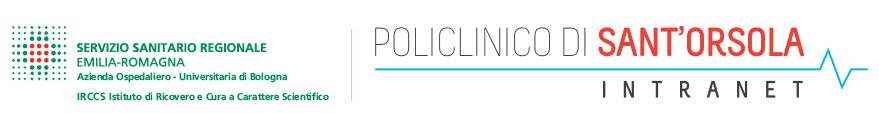 SERVIZIO SANITARIO REGIONALE
EMILIA-ROMAGNA
Azienda Ospedaliero - Universitaria di Bologna
IRCCS Istituto di Ricovero e Cura a Carattere Scientifico
POLICLINICO DI SANT'ORSOLA
INTRANET